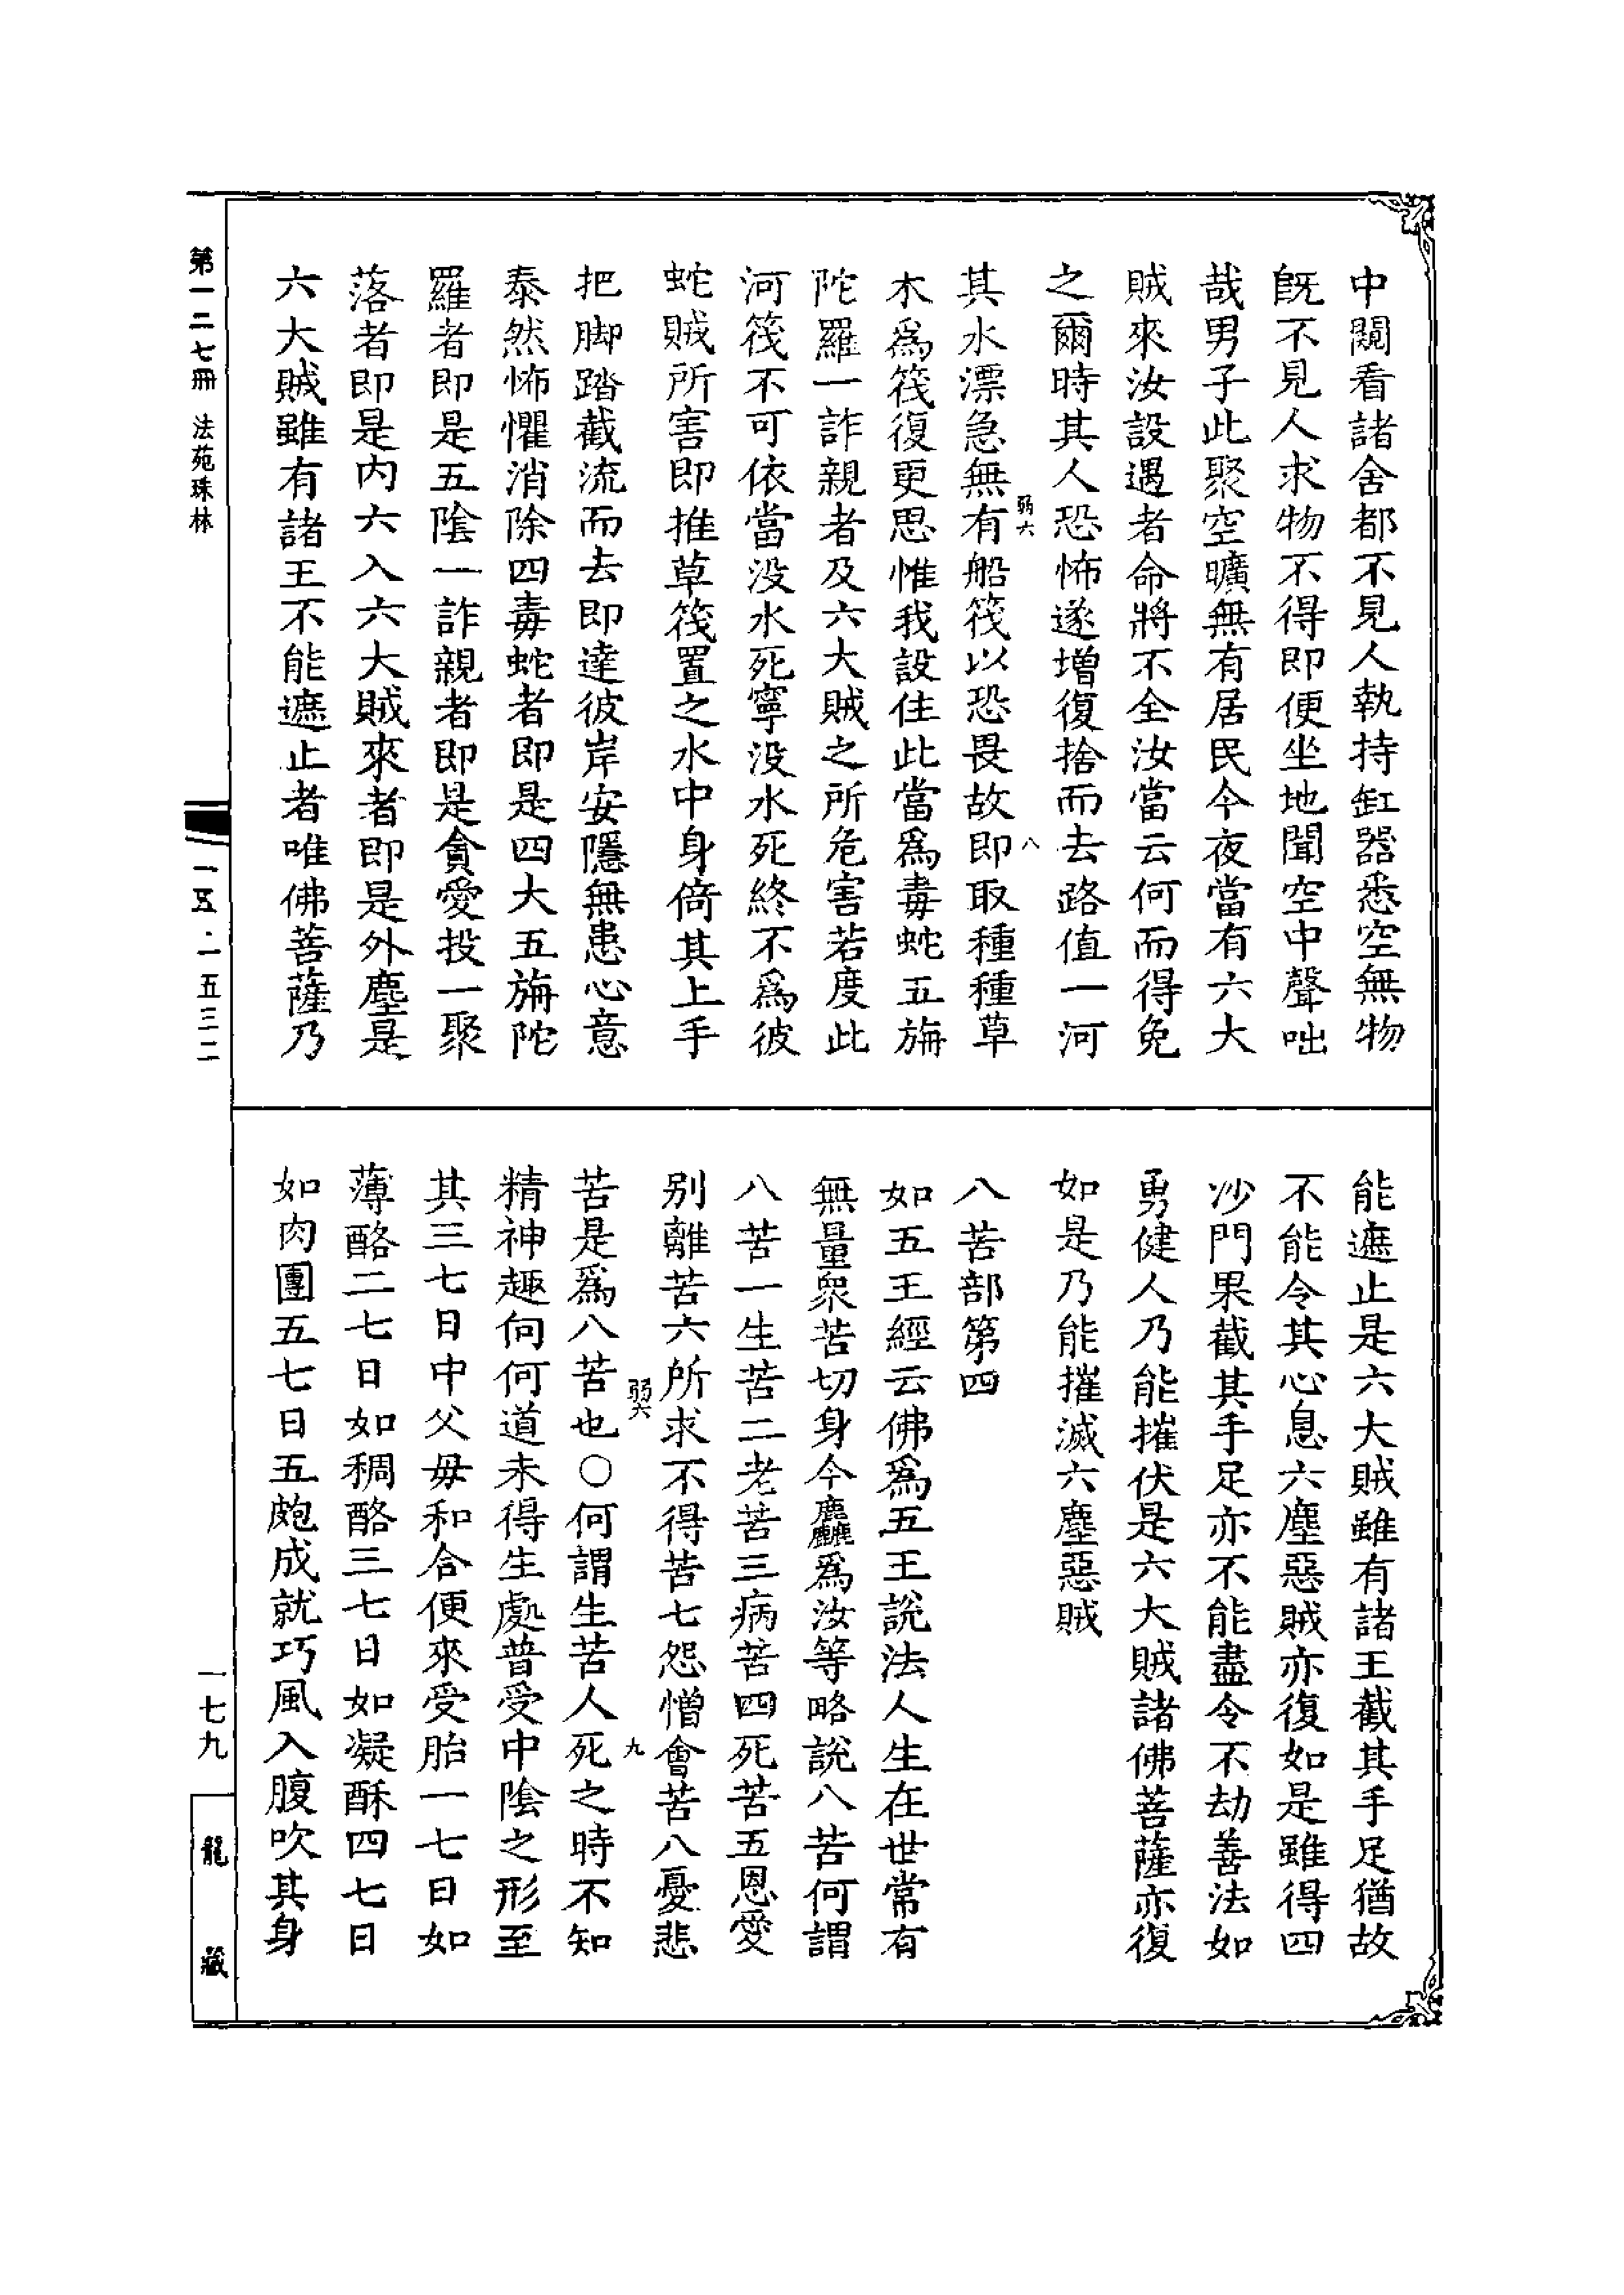 中闚看諸舍都不見人執持缸器悉空無物
旣不見人求物不得即便坐地聞空中聲咄
哉男子此聚空曠無有居民今夜當有六大
賊來汝設遇者命將不全汝當云何而得免
之爾時其人恐怖遂增復捨而去路值一河
弱六
八
其水漂急無有船筏以恐畏故即取種種草
木爲筏復更思惟我設住此當爲毒蛇五旃
陀羅一詐親者及六大賊之所危害若度此
河筏不可依當没水死寧没水死終不爲彼
蛇賊所害即推草筏置之水中身倚其上手
把脚踏截流而去即達彼岸安隱無患心意
泰然怖懼消除四毒蛇者即是四大五旃陀
羅者即是五陰一詐親者即是貪愛投一聚
落者即是内六入六大賊來者即是外塵是
六大賊雖有諸王不能遮止者唯佛菩薩乃
能遮止是六大賊雖有諸王截其手足猶故
不能令其心息六塵惡賊亦復如是雖得四
沙門果截其手足亦不能盡令不劫善法如
勇健人乃能摧伏是六大賊諸佛菩薩亦復
如是乃能摧滅六塵惡賊
八苦部第四
如五王經云佛爲五王說法人生在世常有
無量衆苦切身今麤爲汝等略說八苦何謂
八苦一生苦二老苦三病苦四死苦五恩愛
别離苦六所求不得苦七怨憎會苦八憂悲
弱六
九
苦是爲八苦也○何謂生苦人死之時不知
精神趣向何道未得生處普受中陰之形至
其三七日中父母和合便來受胎一七日如
薄酪二七日如稠酪三七日如凝酥四七日
如肉團五七日五皰成就巧風入腹吹其身
第一二七冊 法苑珠林
一五·一五三二
一七九
龍藏